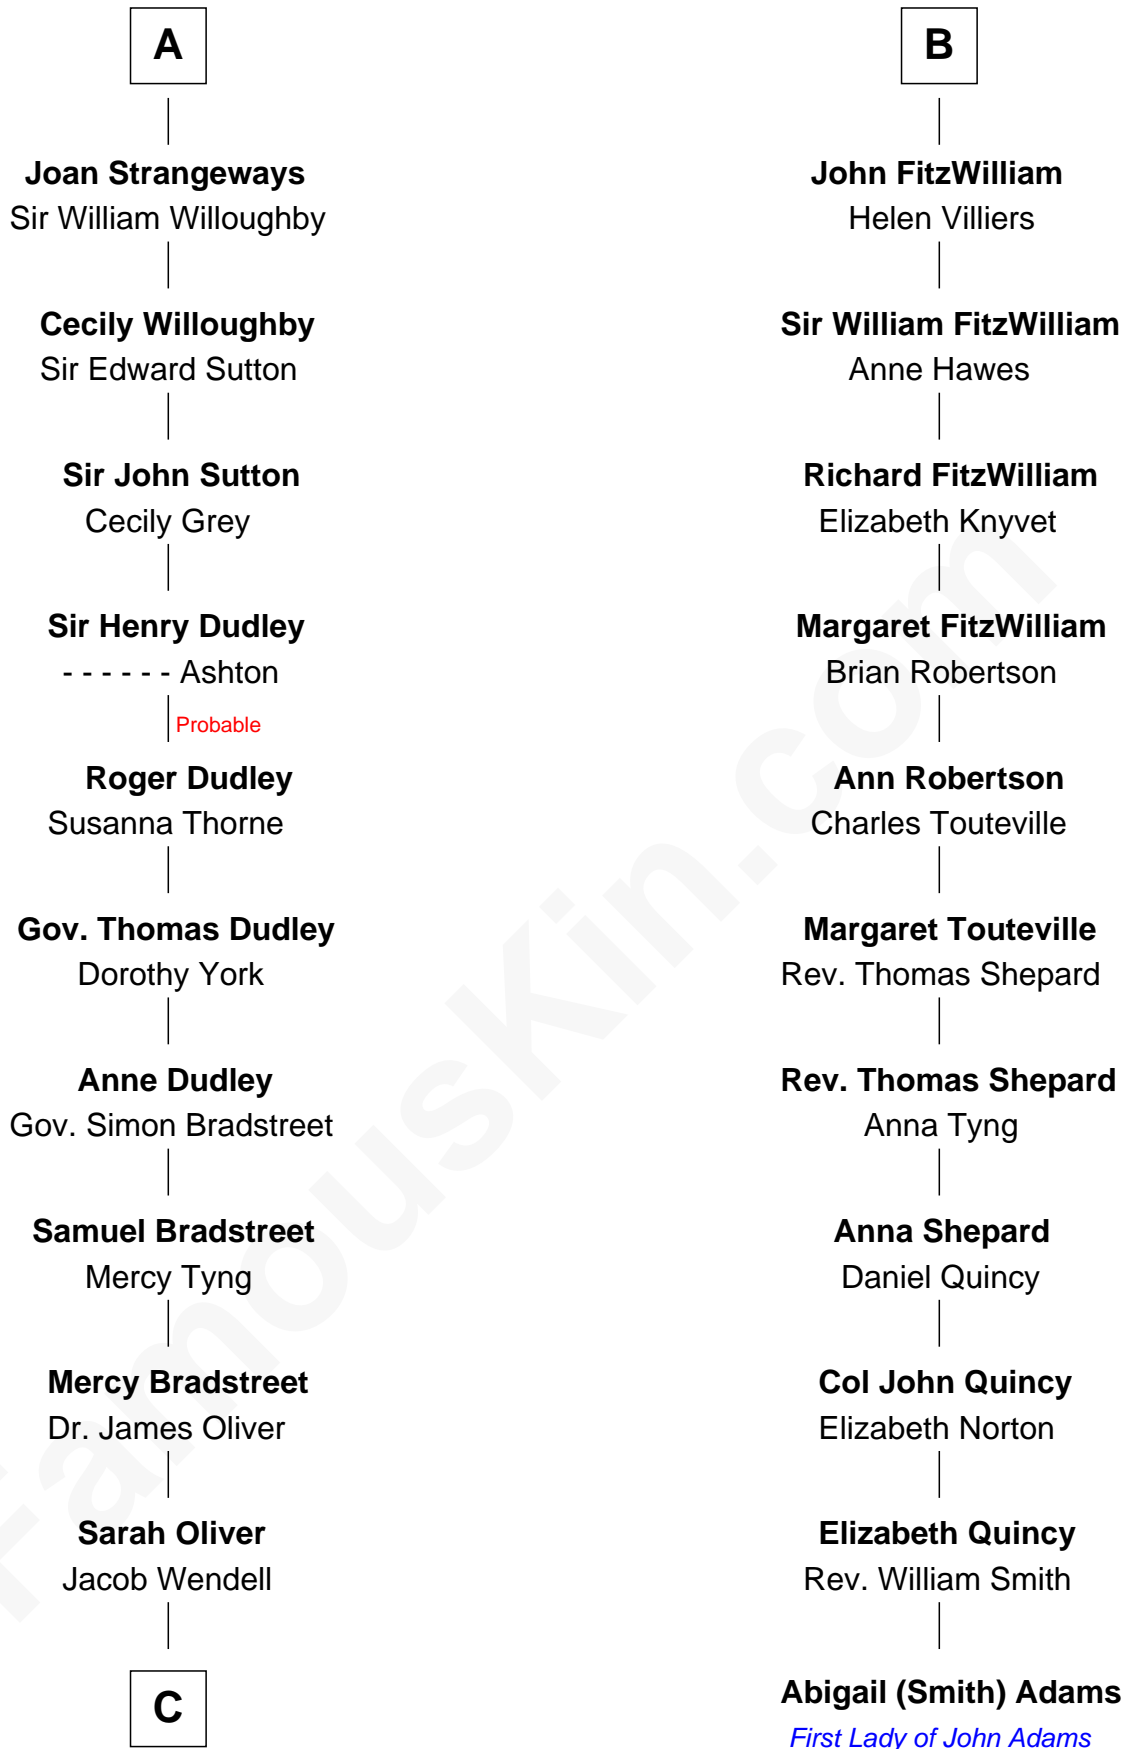 A
Joan Strangeways
Sir William Willoughby
Cecily Willoughby
Sir Edward Sutton
Sir John Sutton
Cecily Grey
Sir Henry Dudley
- - - - - - Ashton
Probable
Roger Dudley
Susanna Thorne
Gov. Thomas Dudley
Dorothy York
Anne Dudley
Gov. Simon Bradstreet
Samuel Bradstreet
Mercy Tyng
Mercy Bradstreet
Dr. James Oliver
Sarah Oliver
Jacob Wendell
C
B
John FitzWilliam
Helen Villiers
Sir William FitzWilliam
Anne Hawes
Richard FitzWilliam
Elizabeth Knyvet
Margaret FitzWilliam
Brian Robertson
Ann Robertson
Charles Touteville
Margaret Touteville
Rev. Thomas Shepard
Rev. Thomas Shepard
Anna Tyng
Anna Shepard
Daniel Quincy
Col John Quincy
Elizabeth Norton
Elizabeth Quincy
Rev. William Smith
Abigail (Smith) Adams
First Lady of John Adams
FamousKin.com